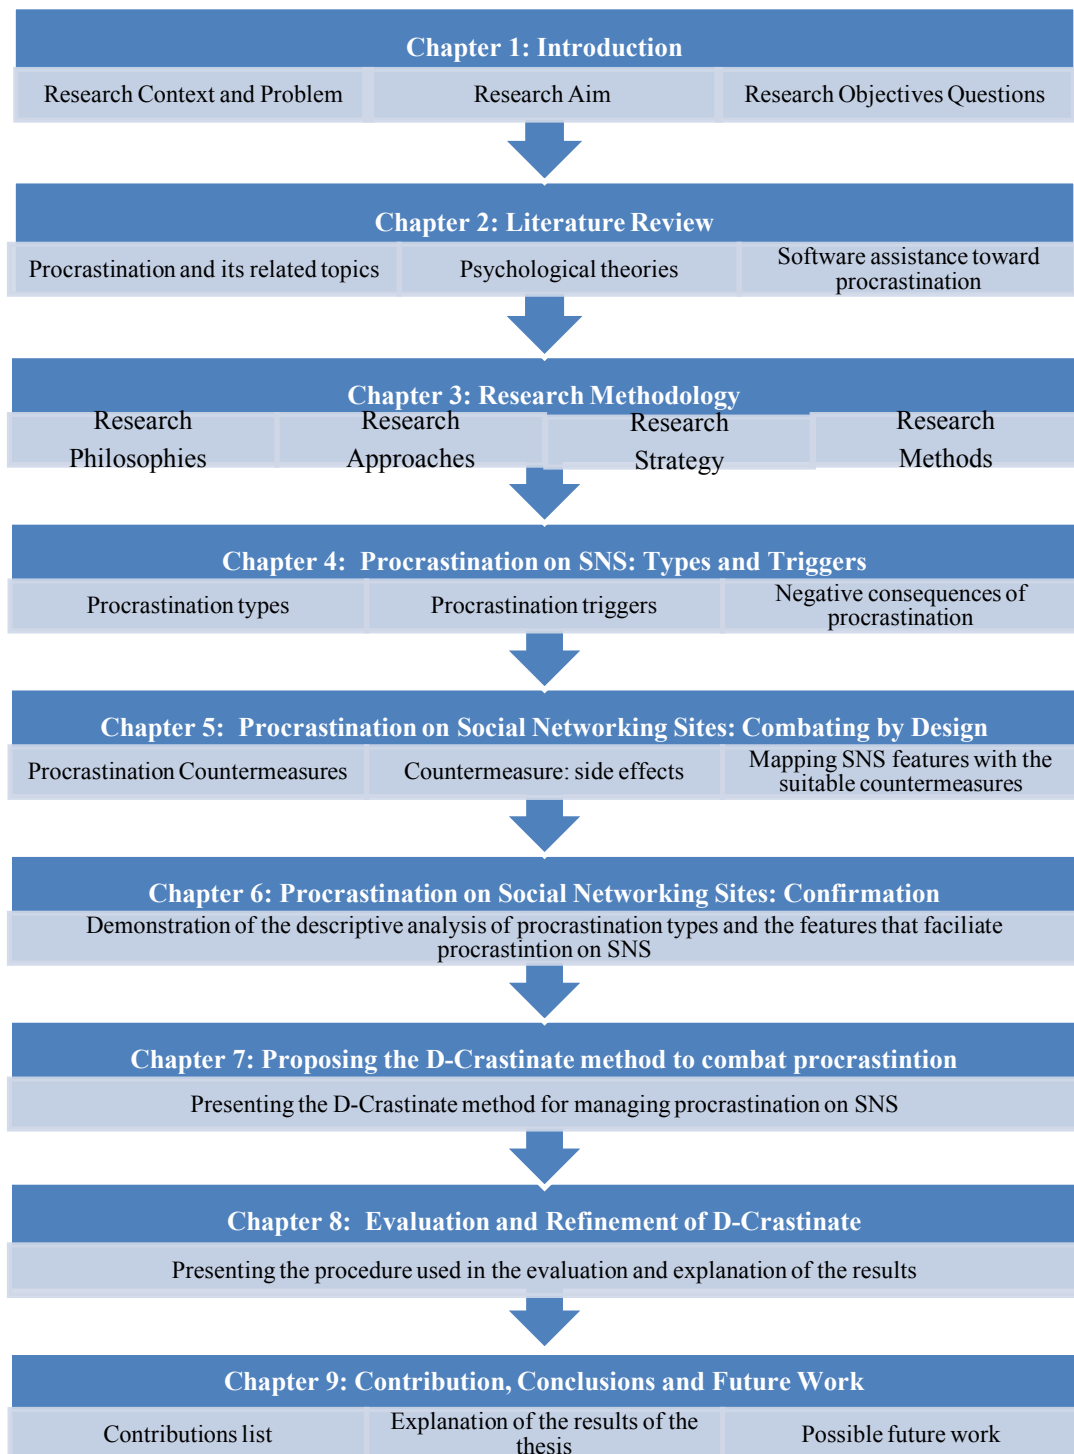 Chapter 1: Introduction
Research Context and Problem
Research Aim
Research Objectives Questions
Chapter 2: Literature Review
Procrastination and its related topics
Psychological theories
Software assistance toward
procrastination
Chapter 3: Research Methodology
Research
Philosophies
Research
Approaches
Research
Strategy
Research
Methods
Chapter 4: Procrastination on SNS: Types and Triggers
Procrastination types
Procrastination triggers
Negative consequences of
procrastination
Chapter 5: Procrastination on Social Networking Sites: Combating by Design
Procrastination Countermeasures
Countermeasure: side effects
Mapping SNS features with the
suitable countermeasures
Chapter 6: Procrastination on Social Networking Sites: Confirmation
Demonstration of the descriptive analysis of procrastination types and the features that faciliate
procrastintion on SNS
Chapter 7: Proposing the D-Crastinate method to combat procrastintion
Presenting the D-Crastinate method for managing procrastination on SNS
Chapter 8: Evaluation and Refinement of D-Crastinate
Presenting the procedure used in the evaluation and explanation of the results
Chapter 9: Contribution, Conclusions and Future Work
Contributions list
Explanation of the results of the
thesis
Possible future work